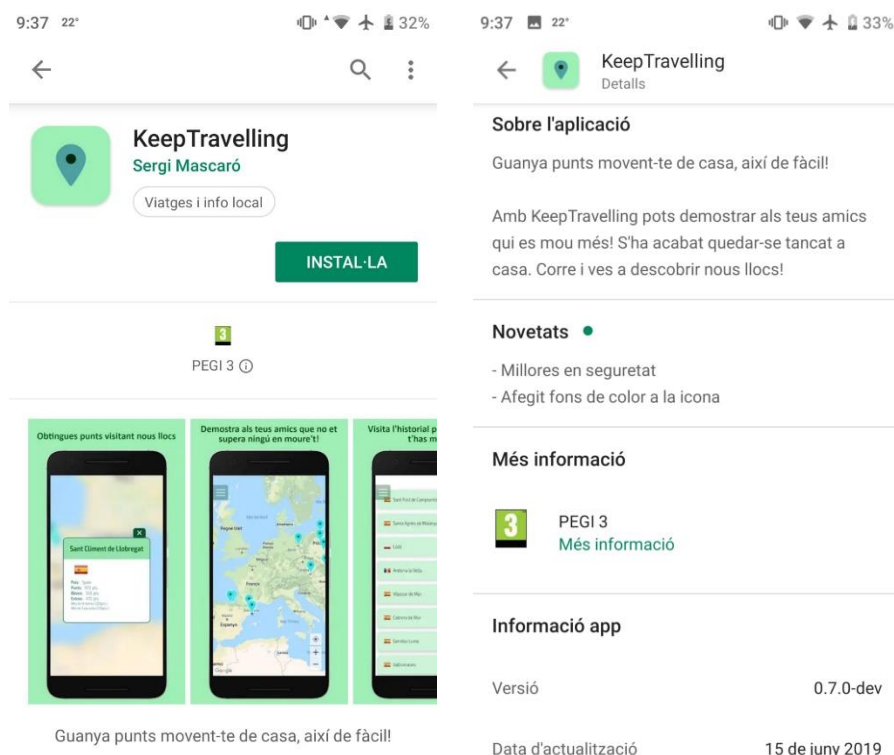 9:37 22° 32%
KeepTravelling
Sergi Mascaró
Viatges i info local
INSTAL·LA
3
PEGI 3
Obtingues punts visitant nous llocs
Sant Climent de Llobregat
Demostra als teus amics que no et
supera ningú en moure't!
Espanya
Google
Visita l'historial p
t'has m
Guanya punts movent-te de casa, així de fàcil!
9:37 22° 33%
KeepTravelling
Detalls
Sobre l'aplicació
Guanya punts movent-te de casa, així de fàcil!
Amb KeepTravelling pots demostrar als teus amics
qui es mou més! S'ha acabat quedar-se tancat a
casa. Corre i ves a descobrir nous llocs!
Novetats
- Millores en seguretat
- Afegit fons de color a la icona
Més informació
3
PEGI 3
Més informació
Informació app
Versió 0.7.0-dev
Data d'actualització 15 de juny 2019